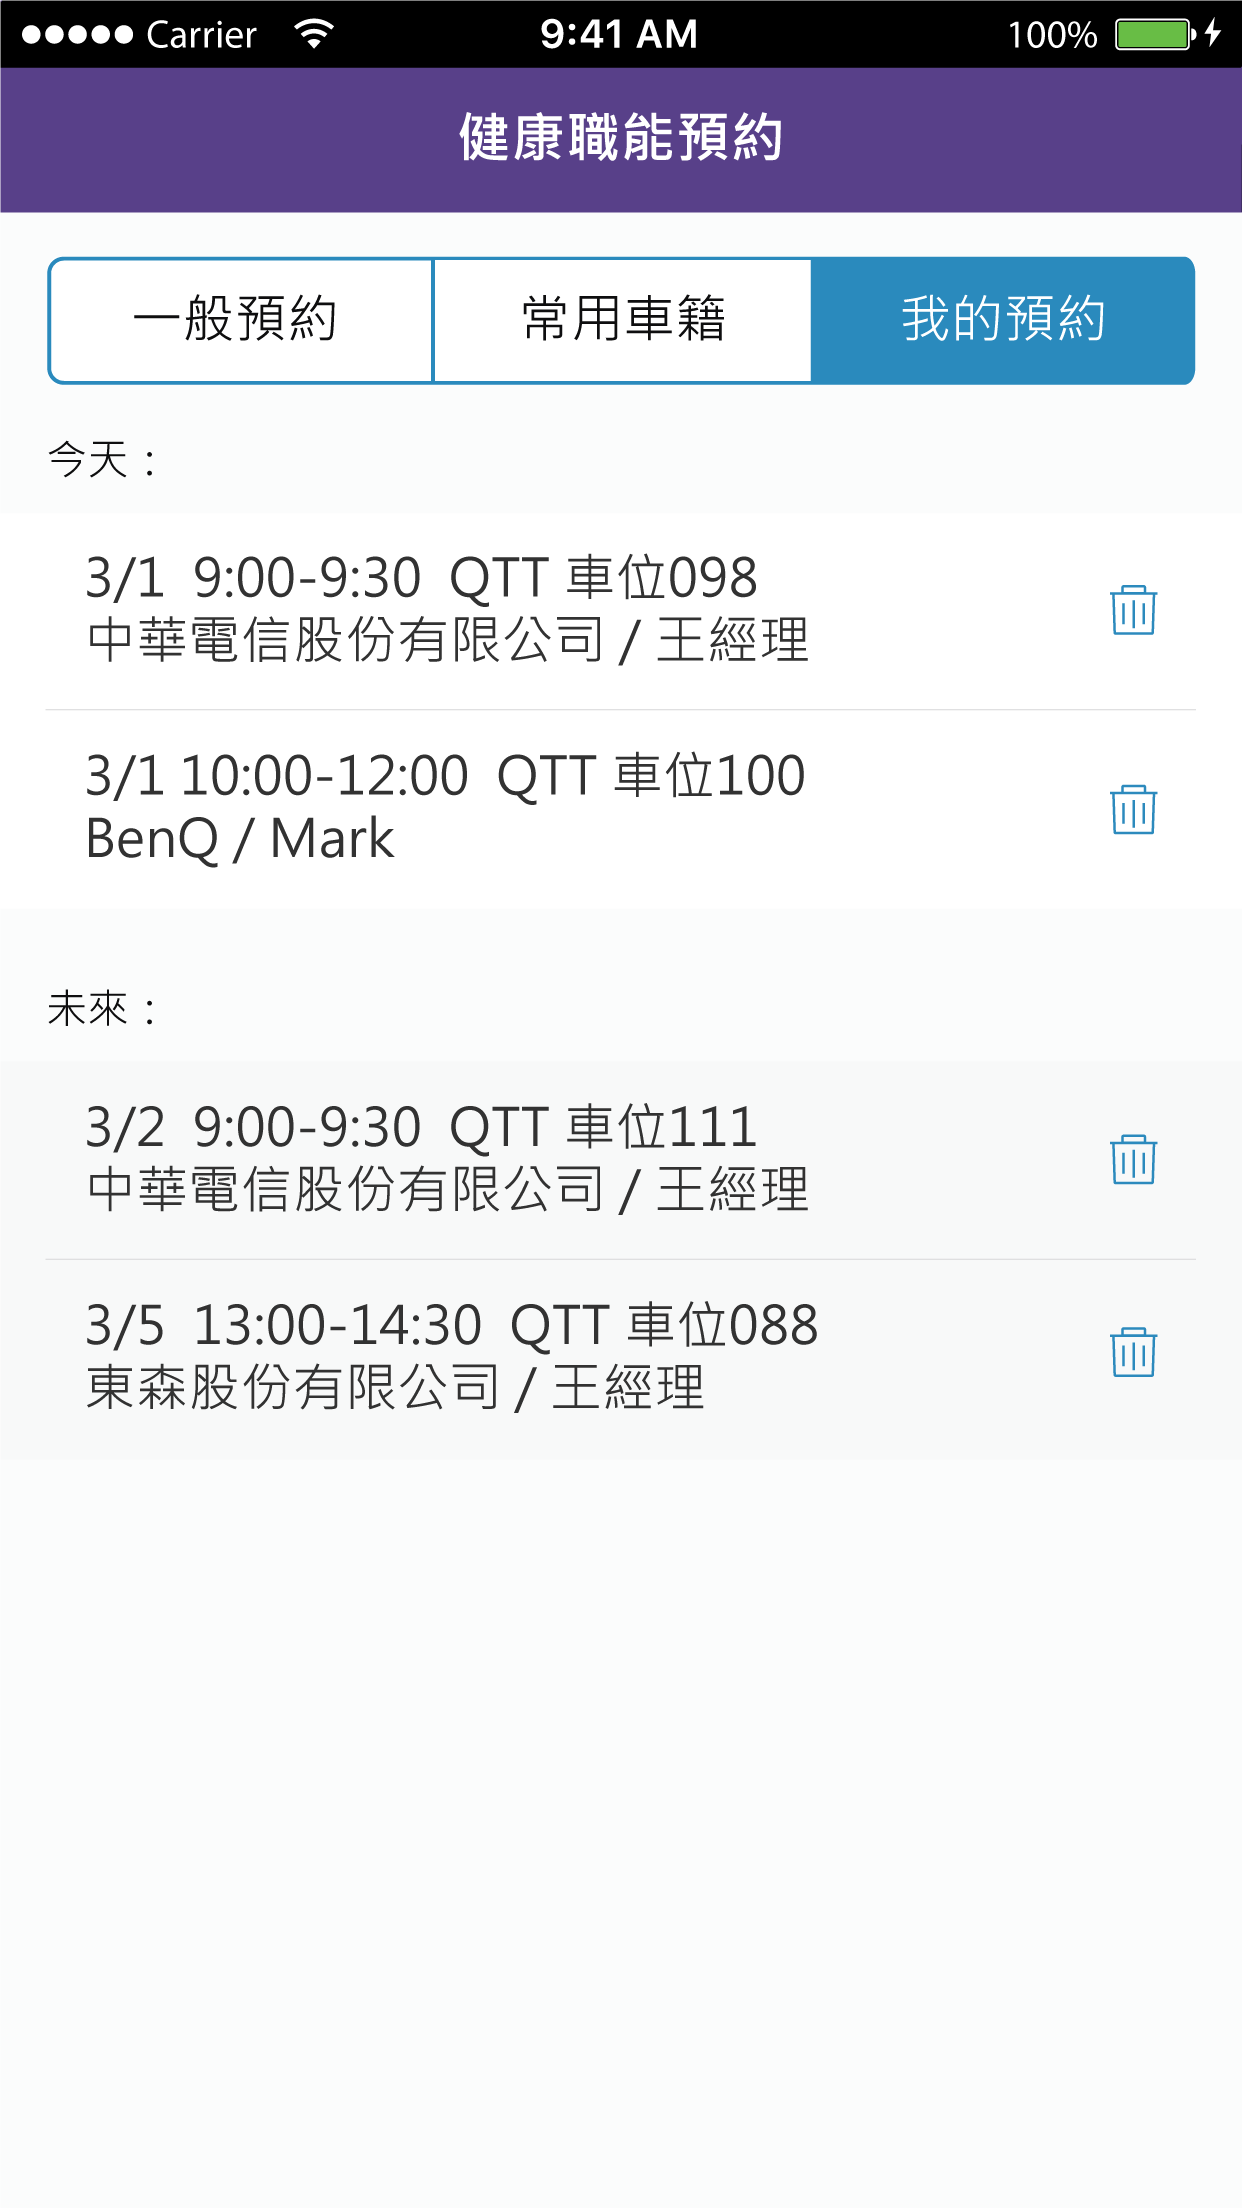 Carrier 9:41 AM 100%
健康職能預約
一般預約 常用車籍 我的預約
今天：
3/1 9:00-9:30 QTT 車位098
中華電信股份有限公司 / 王經理
3/1 10:00-12:00 QTT 車位100
BenQ / Mark
未來：
3/2 9:00-9:30 QTT 車位111
中華電信股份有限公司 / 王經理
3/5 13:00-14:30 QTT 車位088
東森股份有限公司 / 王經理